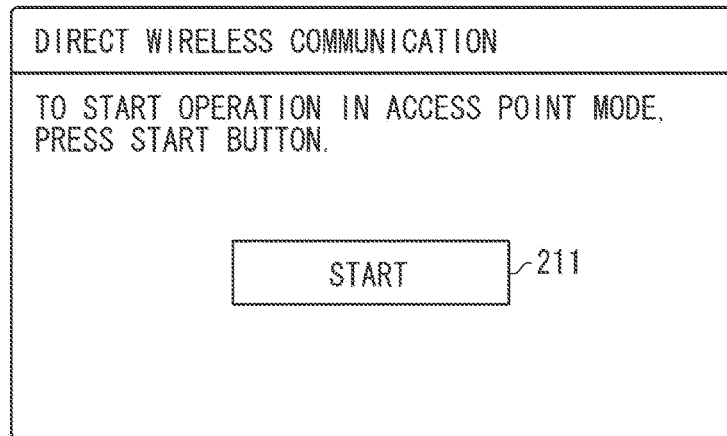 DIRECT WIRELESS COMMUNICATION
TO START OPERATION IN ACCESS POINT MODE,
PRESS START BUTTON.
START
211